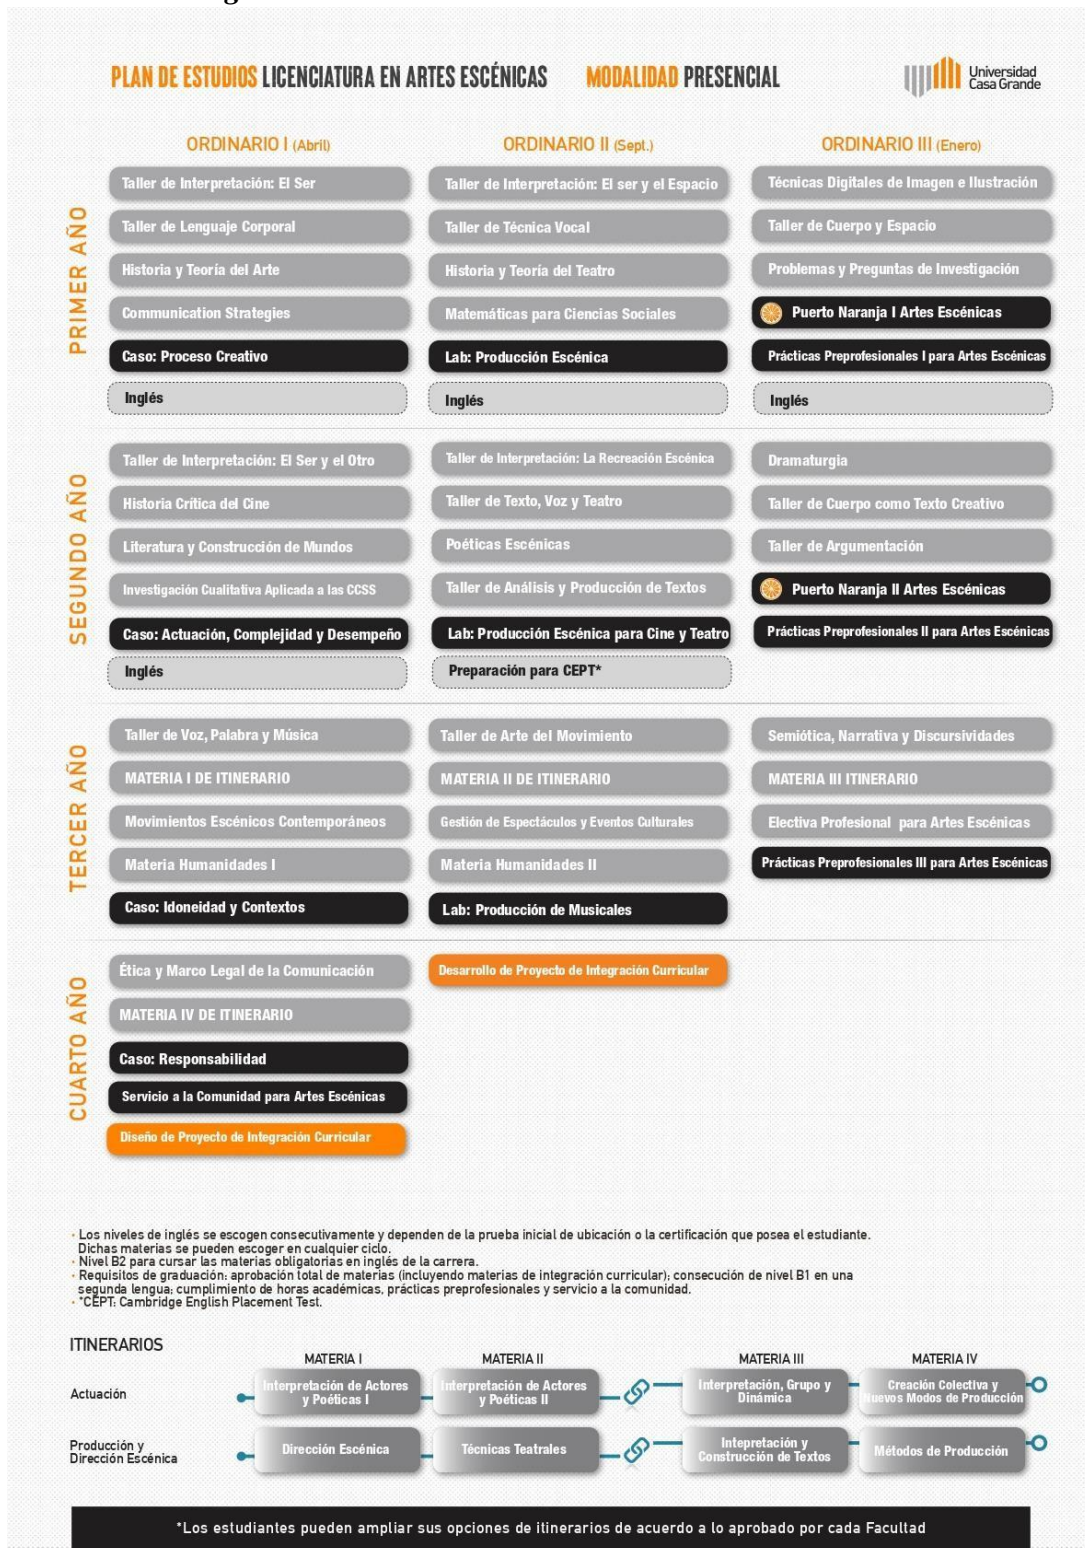 PLAN DE ESTUDIOS LICENCIATURA EN ARTES ESCÉNICAS MODALIDAD PRESENCIAL
Universidad
Casa Grande
ORDINARIO I (Abril)
ORDINARIO II (Sept.)
ORDINARIO III (Enero)
PRIMER AÑO
Taller de Interpretación: El Ser
Taller de Interpretación: El ser y el Espacio
Técnicas Digitales de Imagen e Ilustración
Taller de Lenguaje Corporal
Taller de Técnica Vocal
Taller de Cuerpo y Espacio
Historia y Teoría del Arte
Historia y Teoría del Teatro
Problemas y Preguntas de Investigación
Communication Strategies
Matemáticas para Ciencias Sociales
Puerto Naranja I Artes Escénicas
Caso: Proceso Creativo
Lab: Producción Escénica
Prácticas Preprofesionales I para Artes Escénicas
Inglés
Inglés
Inglés
SEGUNDO AÑO
Taller de Interpretación: El Ser y el Otro
Taller de Interpretación: La Recreación Escénica
Dramaturgia
Historia Crítica del Cine
Taller de Texto, Voz y Teatro
Taller de Cuerpo como Texto Creativo
Literatura y Construcción de Mundos
Poéticas Escénicas
Taller de Argumentación
Investigación Cualitativa Aplicada a las CCSS
Taller de Análisis y Producción de Textos
Puerto Naranja II Artes Escénicas
Caso: Actuación, Complejidad y Desempeño
Lab: Producción Escénica para Cine y Teatro
Prácticas Preprofesionales II para Artes Escénicas
Inglés
Preparación para CEPT*
TERCER AÑO
Taller de Voz, Palabra y Música
Taller de Arte del Movimiento
Semiótica, Narrativa y Discursividades
MATERIA I DE ITINERARIO
MATERIA II DE ITINERARIO
MATERIA III ITINERARIO
Movimientos Escénicos Contemporáneos
Gestión de Espectáculos y Eventos Culturales
Electiva Profesional para Artes Escénicas
Materia Humanidades I
Materia Humanidades II
Prácticas Preprofesionales III para Artes Escénicas
Caso: Idoneidad y Contextos
Lab: Producción de Musicales
CUARTO AÑO
Ética y Marco Legal de la Comunicación
Desarrollo de Proyecto de Integración Curricular
MATERIA IV DE ITINERARIO
Caso: Responsabilidad
Servicio a la Comunidad para Artes Escénicas
Diseño de Proyecto de Integración Curricular
· Los niveles de inglés se escogen consecutivamente y dependen de la prueba inicial de ubicación o la certificación que posea el estudiante.
Dichas materias se pueden escoger en cualquier ciclo.
· Nivel B2 para cursar las materias obligatorias en inglés de la carrera.
· Requisitos de graduación: aprobación total de materias (incluyendo materias de integración curricular); consecución de nivel B1 en una
segunda lengua; cumplimiento de horas académicas, prácticas preprofesionales y servicio a la comunidad.
· *CEPT: Cambridge English Placement Test.
ITINERARIOS
MATERIA I
MATERIA II
MATERIA III
MATERIA IV
Actuación
Interpretación de Actores
y Poéticas I
Interpretación de Actores
y Poéticas II
Interpretación, Grupo y
Dinámica
Creación Colectiva y
Nuevos Modos de Producción
Producción y
Dirección Escénica
Dirección Escénica
Técnicas Teatrales
Intepretación y
Construcción de Textos
Métodos de Producción
*Los estudiantes pueden ampliar sus opciones de itinerarios de acuerdo a lo aprobado por cada Facultad